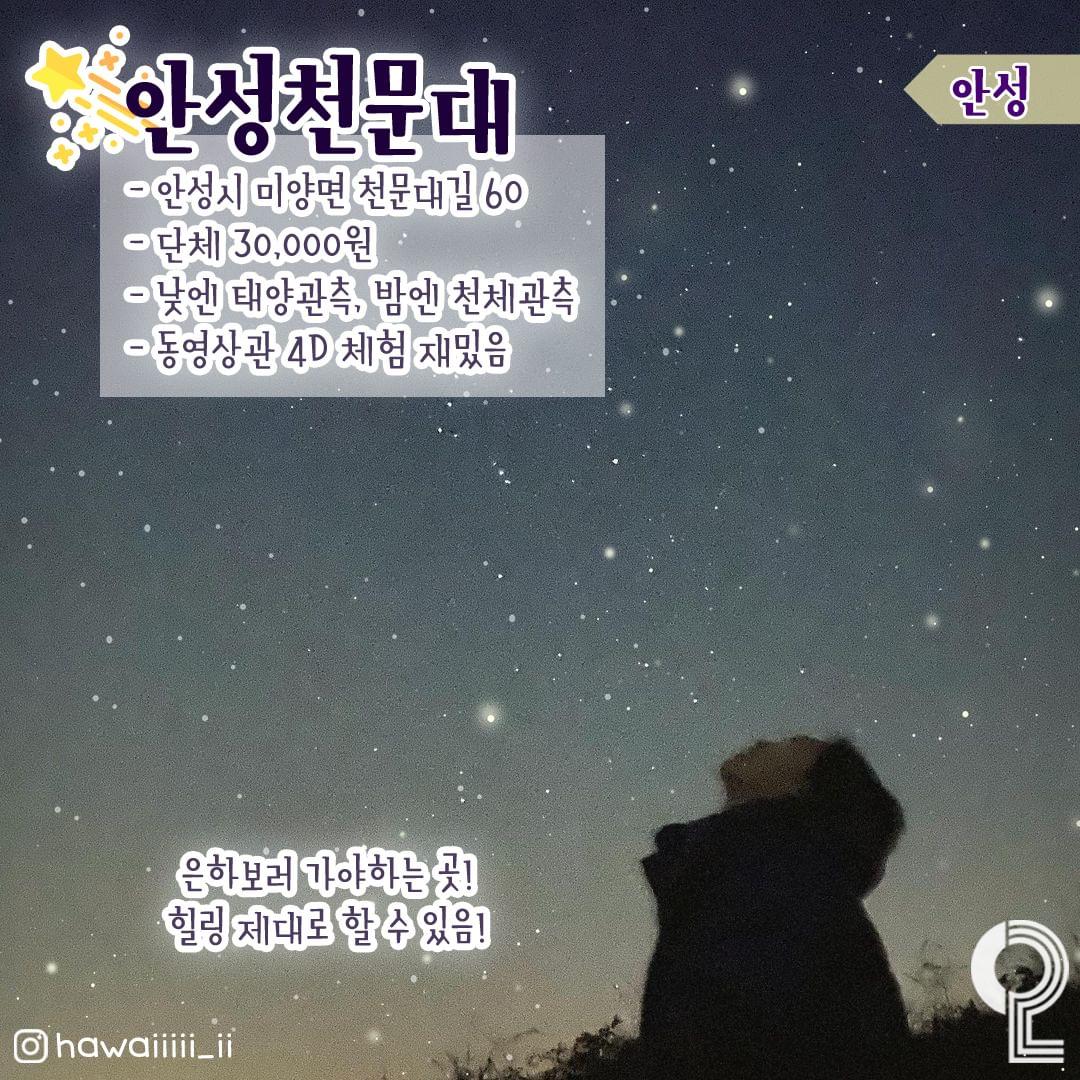 안성천문대
안성
- 안성시 미양면 천문대길 60
- 단체 30,000원
- 낮엔 태양관측, 밤엔 천체관측
- 동영상관 4D 체험 재밌음
은하보러 가야하는 곳!
힐링 제대로 할 수 있음!
hawaiiiii_ii